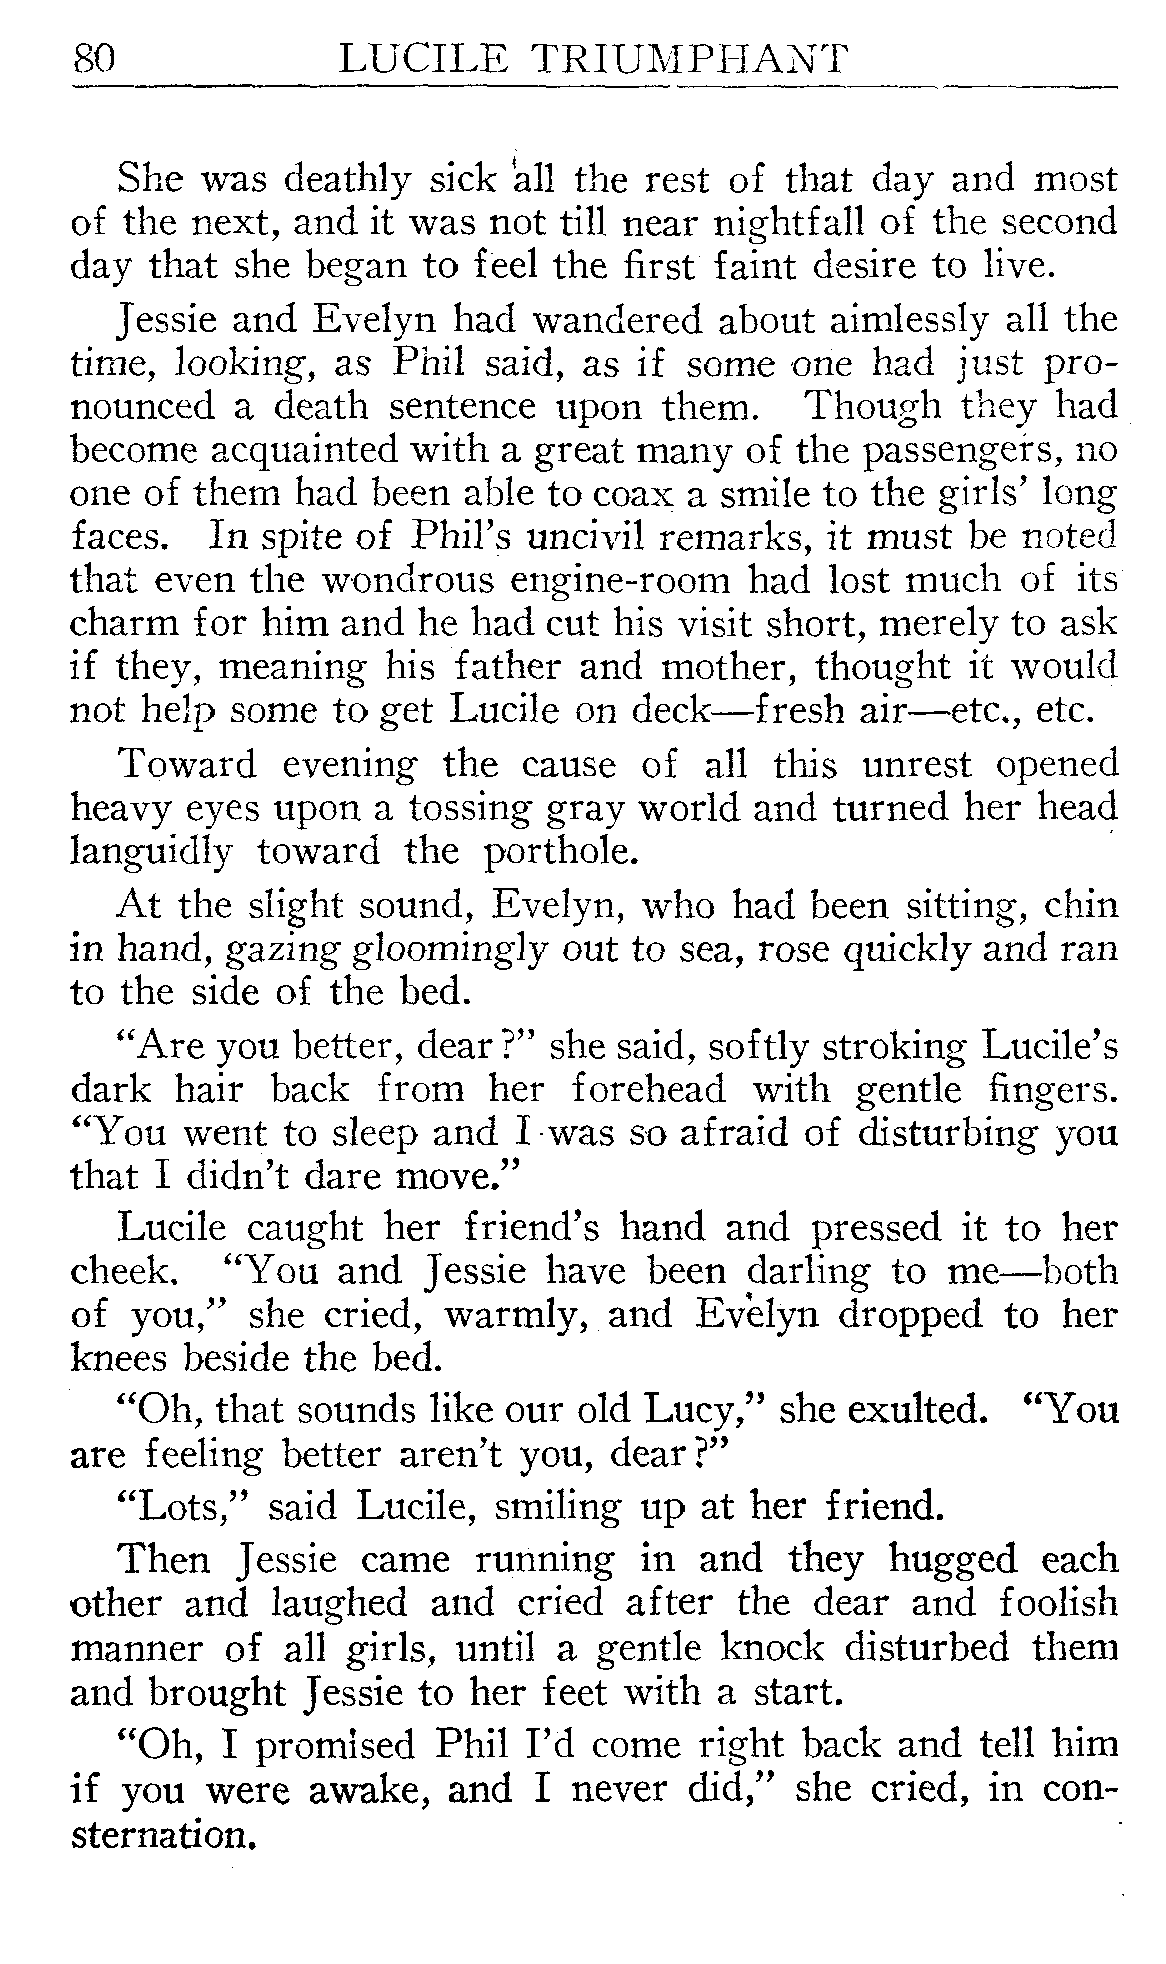 80 LUCILE TRIUMPHANT
She was deathly sick all the rest of that day and most
of the next, and it was not till near nightfall of the second
day that she began to feel the first faint desire to live.
Jessie and Evelyn had wandered about aimlessly all the
time, looking, as Phil said, as if some one had just pro-
nounced a death sentence upon them. Though they had
become acquainted with a great many of the passengers, no
one of them had been able to coax a smile to the girls' long
faces. In spite of Phil's uncivil remarks, it must be noted
that even the wondrous engine-room had lost much of its
charm for him and he had cut his visit short, merely to ask
if they, meaning his father and mother, thought it would
not help some to get Lucile on deck—fresh air—etc., etc.
Toward evening the cause of all this unrest opened
heavy eyes upon a tossing gray world and turned her head
languidly toward the porthole.
At the slight sound, Evelyn, who had been sitting, chin
in hand, gazing gloomingly out to sea, rose quickly and ran
to the side of the bed.
"Are you better, dear?" she said, softly stroking Lucile's
dark hair back from her forehead with gentle fingers.
"You went to sleep and I was so afraid of disturbing you
that I didn't dare move."
Lucile caught her friend's hand and pressed it to her
cheek. "You and Jessie have been darling to me—both
of you," she cried, warmly, and Evelyn dropped to her
knees beside the bed.
"Oh, that sounds like our old Lucy," she exulted. "You
are feeling better aren't you, dear?"
"Lots," said Lucile, smiling up at her friend.
Then Jessie came running in and they hugged each
other and laughed and cried after the dear and foolish
manner of all girls, until a gentle knock disturbed them
and brought Jessie to her feet with a start.
"Oh, I promised Phil I'd come right back and tell him
if you were awake, and I never did," she cried, in con-
sternation.